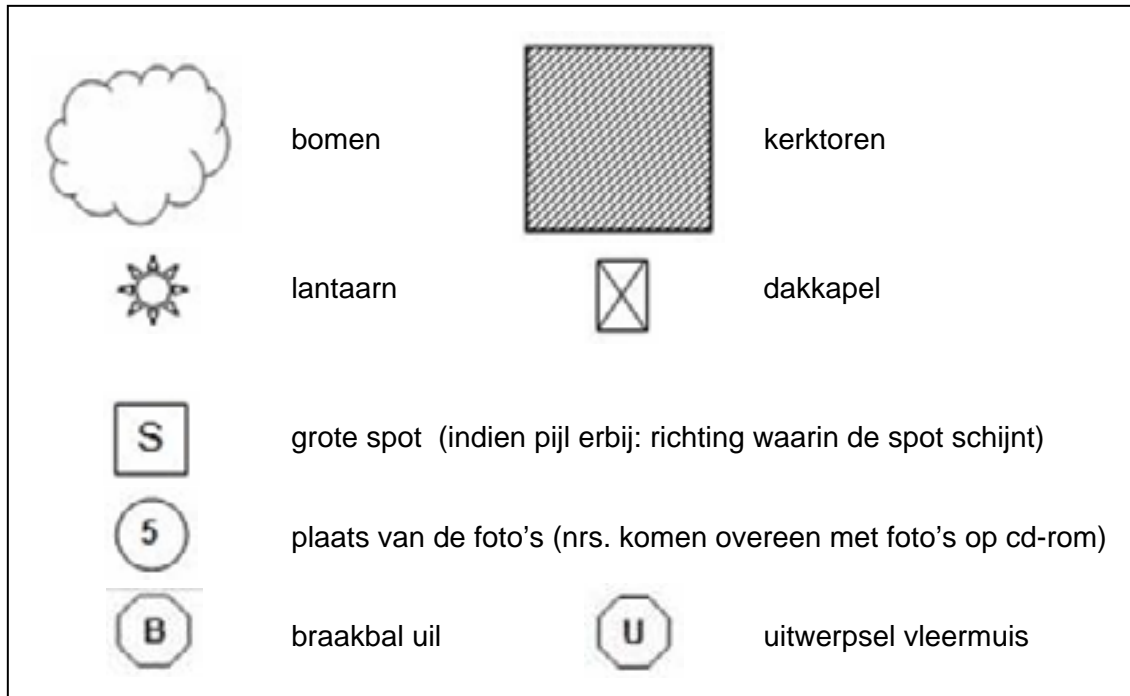 bomen kerktoren
lantaarn dakkapel
S grote spot (indien pijl erbij: richting waarin de spot schijnt)
5 plaats van de foto's (nrs. komen overeen met foto's op cd-rom)
B braakbal uil U uitwerpsel vleermuis